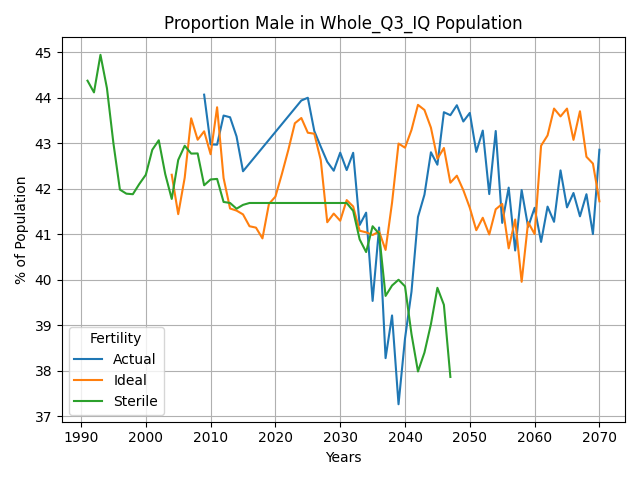 Proportion Male in Whole_Q3_IQ Population
% of Population
45
44
43
42
41
40
39
38
37
Fertility
Actual
Ideal
Sterile
1990 2000 2010 2020 2030 2040 2050 2060 2070
Years